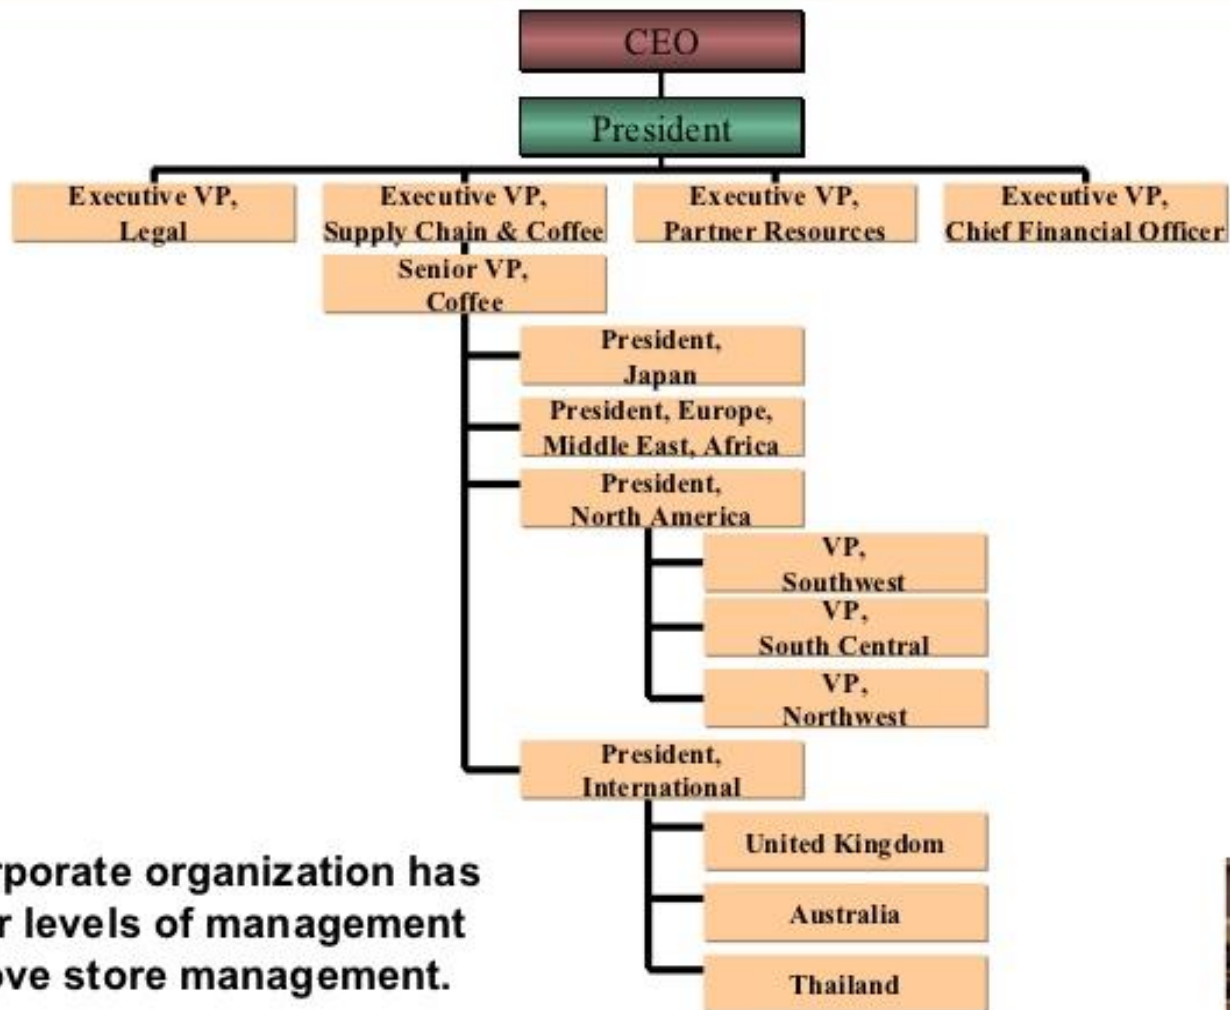 CEO
President
Executive VP,
Legal
Executive VP,
Supply Chain & Coffee
Executive VP,
Partner Resources
Executive VP,
Chief Financial Officer
Senior VP,
Coffee
President,
Japan
President, Europe,
Middle East, Africa
President,
North America
VP,
Southwest
VP,
South Central
VP,
Northwest
President,
International
United Kingdom
Australia
Thailand
rporate organization has
r levels of management
ove store management.